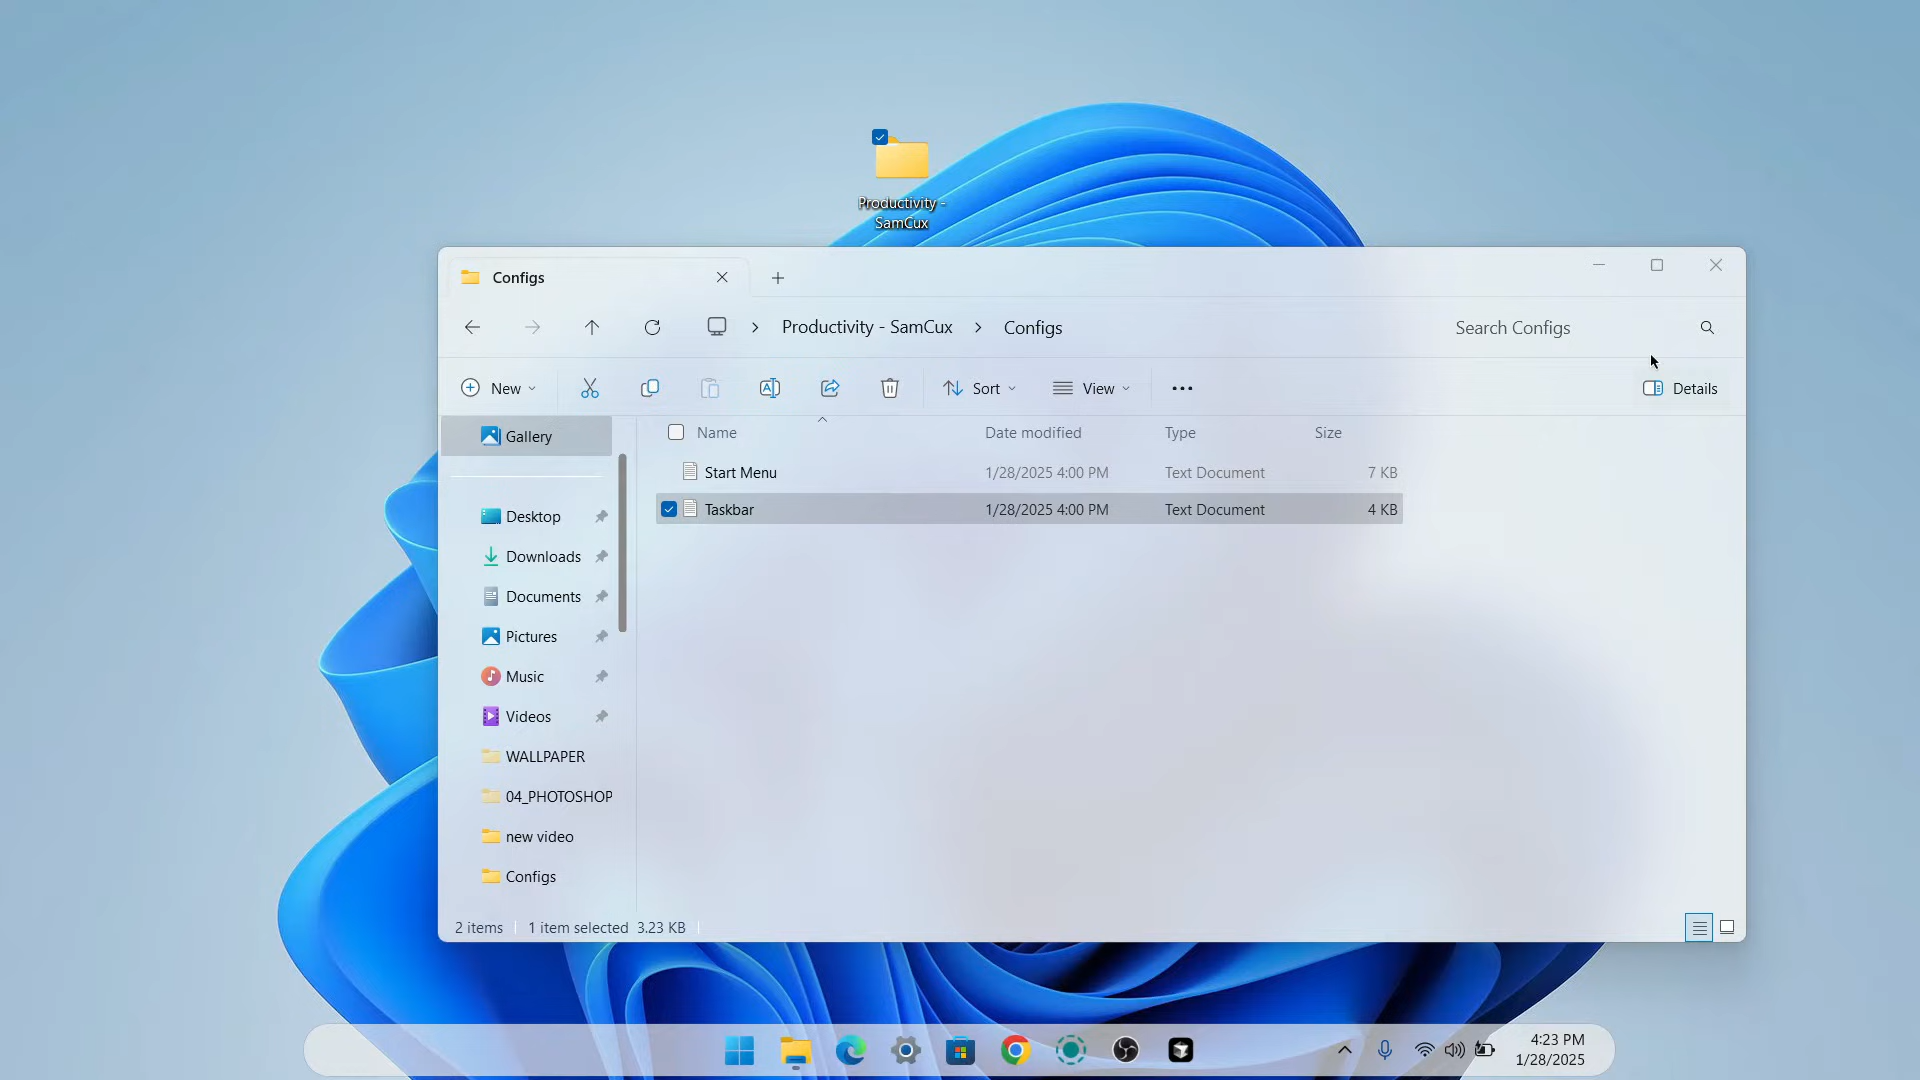 Productivity -
SamCux
Configs
Productivity - SamCux
Configs
Search Configs
New
Sort
View
Details
Gallery
Name Date modified Type Size
Start Menu 1/28/2025 4:00 PM Text Document 7 KB
Taskbar 1/28/2025 4:00 PM Text Document 4 KB
Desktop
Downloads
Documents
Pictures
Music
Videos
WALLPAPER
04_PHOTOSHOP
new video
Configs
2 items 1 item selected 3.23 KB
4:23 PM
1/28/2025